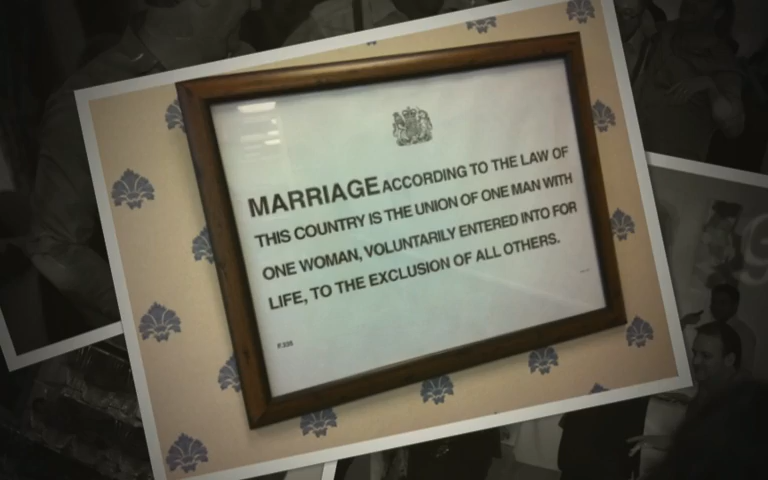 MARRIAGE ACCORDING TO THE LAW OF
THIS COUNTRY IS THE UNION OF ONE MAN WITH
ONE WOMAN, VOLUNTARILY ENTERED INTO FOR
LIFE, TO THE EXCLUSION OF ALL OTHERS.